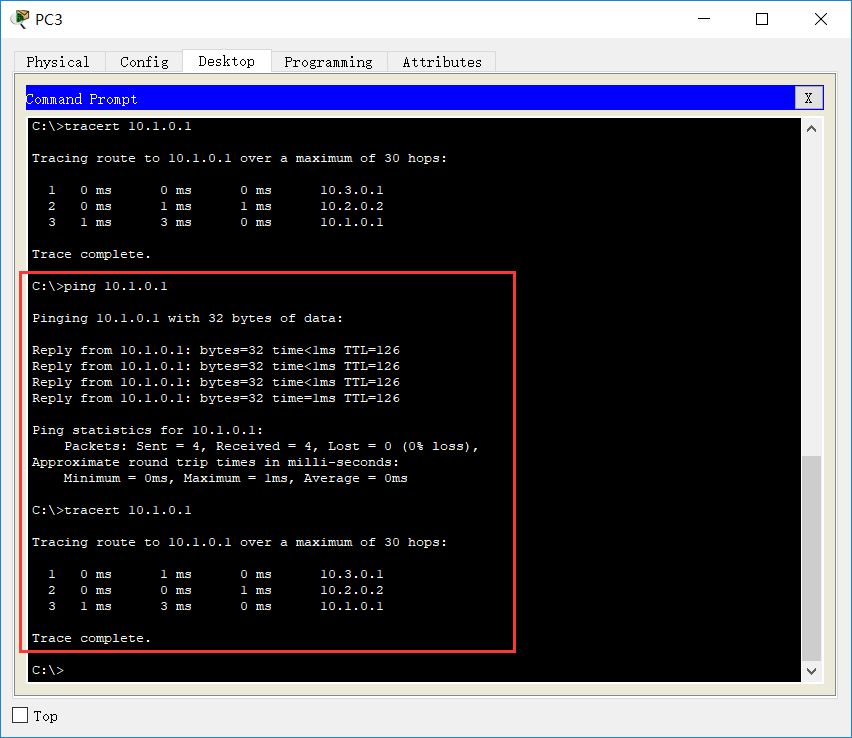 PC3
Physical Config Desktop Programming Attributes
Command Prompt X
C:\>tracert 10.1.0.1
Tracing route to 10.1.0.1 over a maximum of 30 hops:
1 0 ms 0 ms 0 ms 10.3.0.1
2 0 ms 1 ms 1 ms 10.2.0.2
3 1 ms 3 ms 0 ms 10.1.0.1
Trace complete.
C:\>ping 10.1.0.1
Pinging 10.1.0.1 with 32 bytes of data:
Reply from 10.1.0.1: bytes=32 time<1ms TTL=126
Reply from 10.1.0.1: bytes=32 time<1ms TTL=126
Reply from 10.1.0.1: bytes=32 time<1ms TTL=126
Reply from 10.1.0.1: bytes=32 time=1ms TTL=126
Ping statistics for 10.1.0.1:
Packets: Sent = 4, Received = 4, Lost = 0 (0% loss),
Approximate round trip times in milli-seconds:
Minimum = 0ms, Maximum = 1ms, Average = 0ms
C:\>tracert 10.1.0.1
Tracing route to 10.1.0.1 over a maximum of 30 hops:
1 0 ms 1 ms 0 ms 10.3.0.1
2 0 ms 0 ms 1 ms 10.2.0.2
3 1 ms 3 ms 0 ms 10.1.0.1
Trace complete.
C:\>
Top